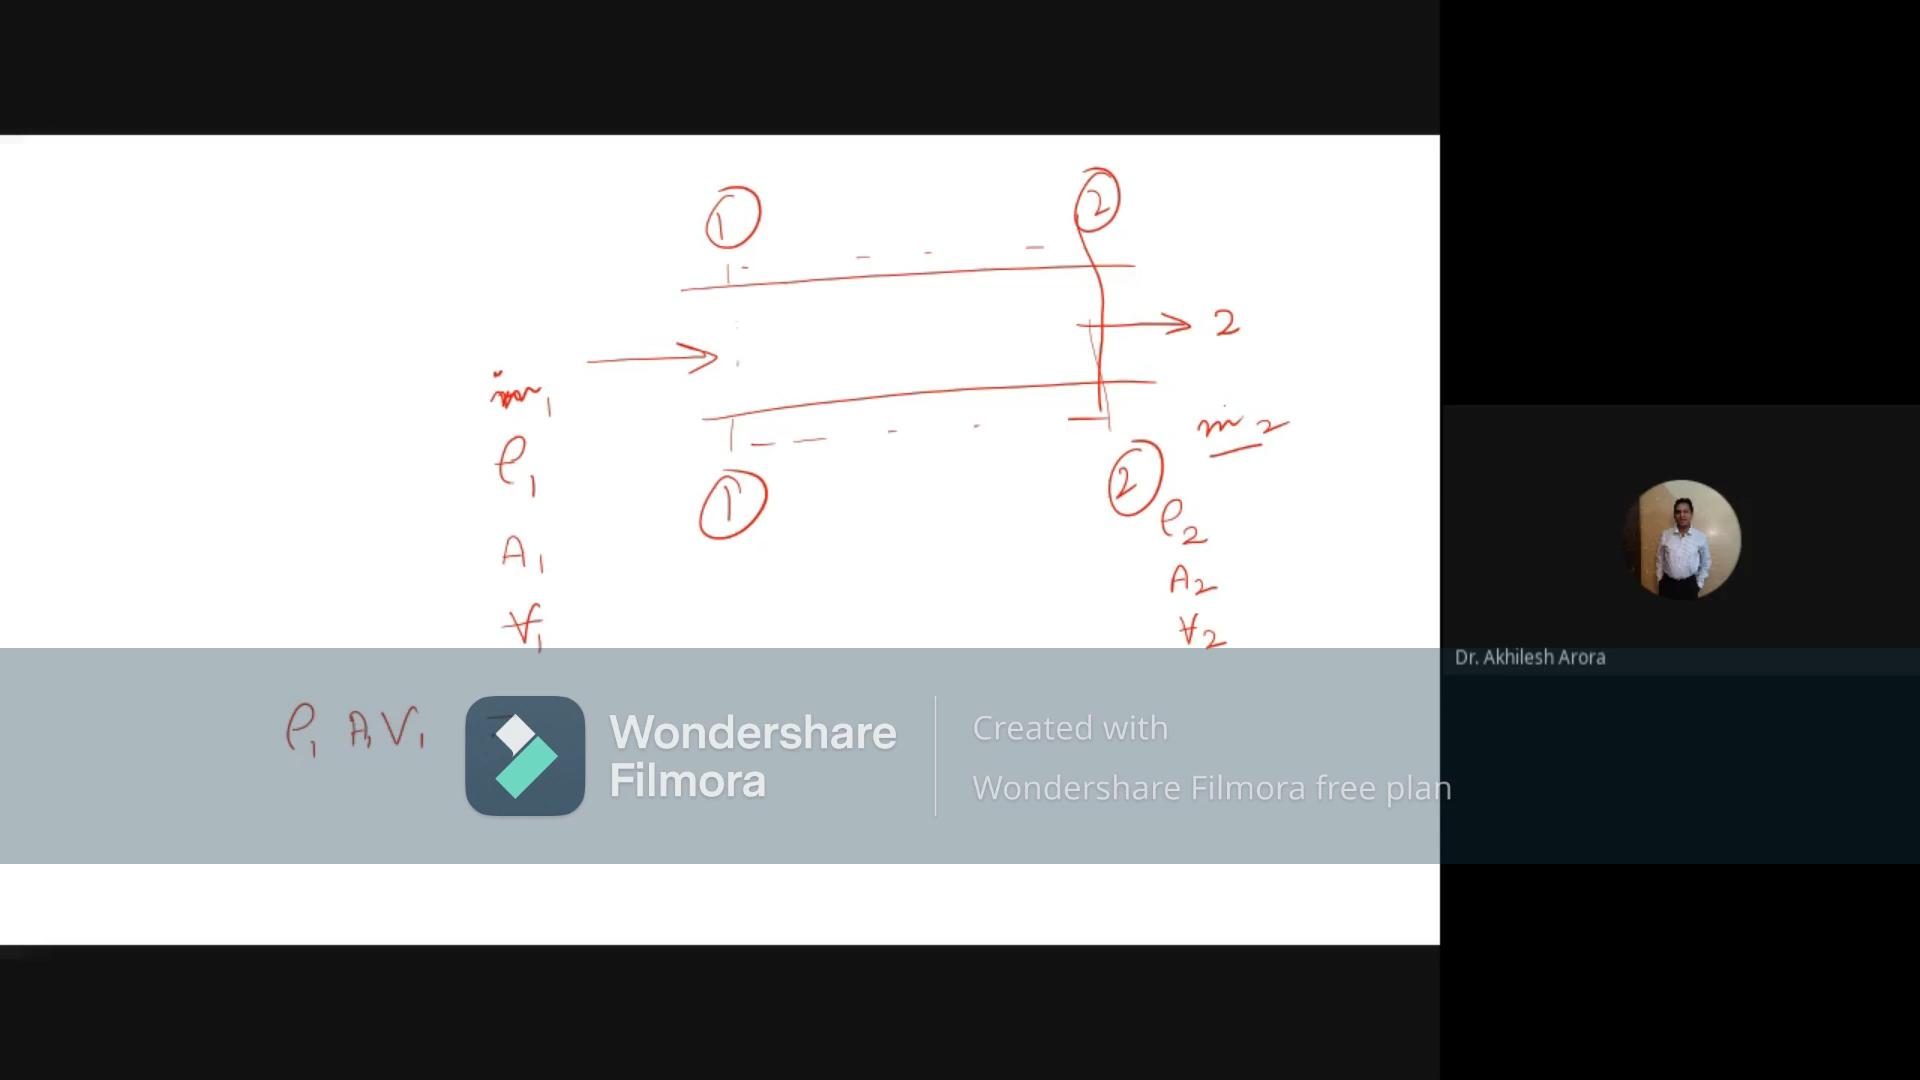 1
2
2
ṁ1
ρ1
A1
V1
1
ṁ2
2
ρ2
A2
V2
ρ1 A1 V1 =
Wondershare
Filmora
Created with
Wondershare Filmora free plan
Dr. Akhilesh Arora